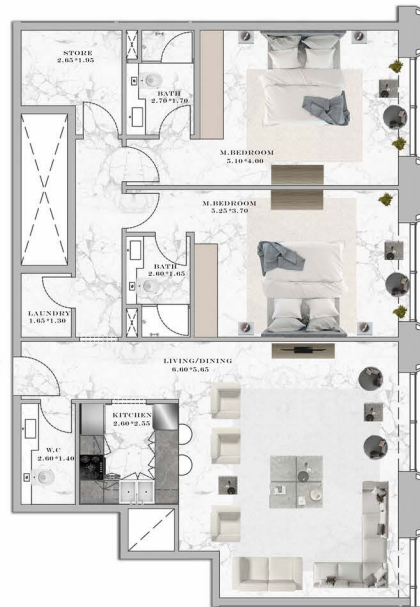 STORE
2.65*1.95
BATH
2.70*1.70
M.BEDROOM
5.10*4.00
M.BEDROOM
5.25*3.70
BATH
2.60*1.65
LAUNDRY
1.65*1.30
LIVING/DINING
6.60*5.65
KITCHEN
2.60*2.55
W.C
2.60*1.40